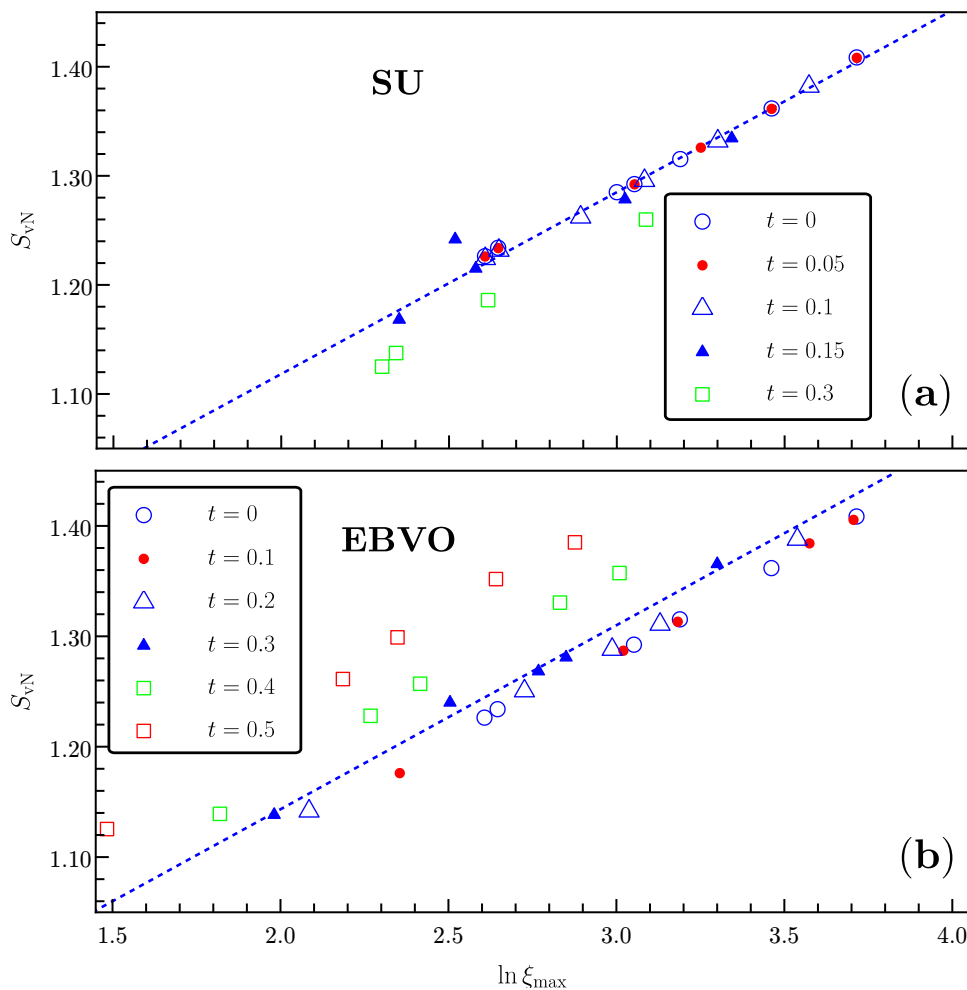 SU
1.40
1.30
1.20
1.10
S_vN
t = 0
t = 0.05
t = 0.1
t = 0.15
t = 0.3
(a)
EBVO
t = 0
t = 0.1
t = 0.2
t = 0.3
t = 0.4
t = 0.5
1.40
1.30
1.20
1.10
S_vN
(b)
1.5 2.0 2.5 3.0 3.5 4.0
ln ξ_max